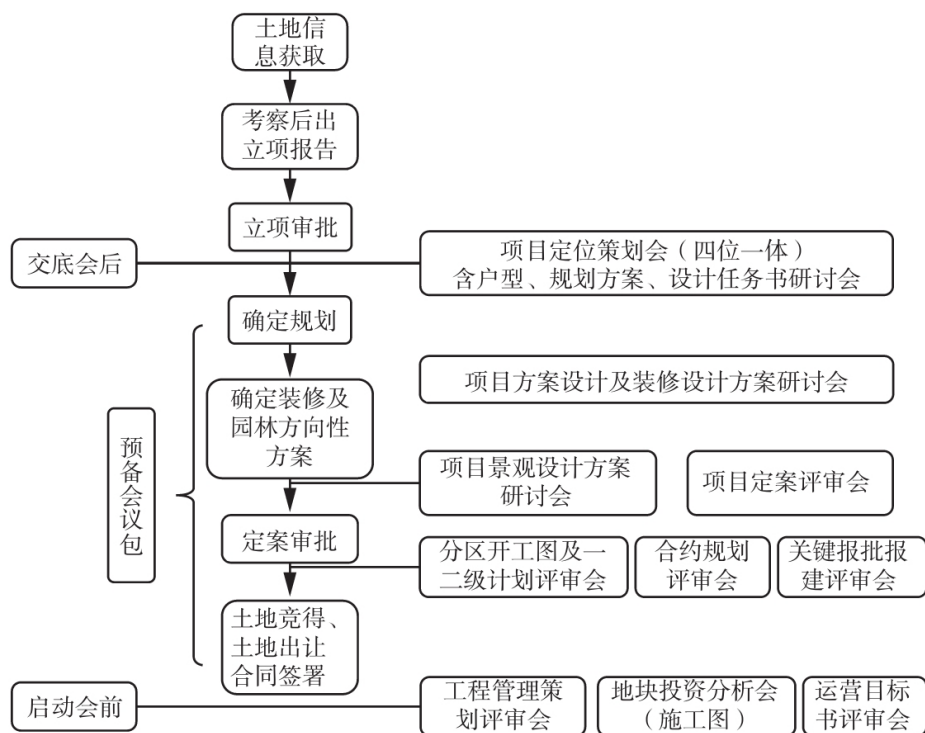 土地信
息获取
考察后出
立项报告
立项审批
交底会后
项目定位策划会（四位一体）
含户型、规划方案、设计任务书研讨会
确定规划
项目方案设计及装修设计方案研讨会
确定装修及
园林方向性
方案
预备会议包
项目景观设计方案
研讨会
项目定案评审会
定案审批
分区开工图及一
二级计划评审会
合约规划
评审会
关键报批报
建评审会
土地竞得、
土地出让
合同签署
启动会前
工程管理策
划评审会
地块投资分析会
（施工图）
运营目标
书评审会